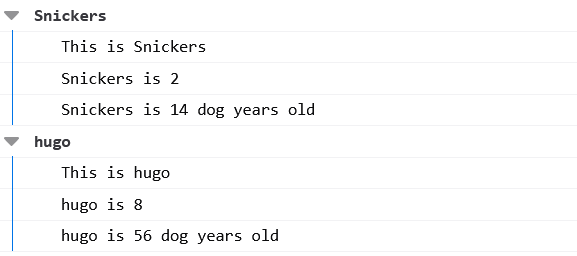 Snickers
This is Snickers
Snickers is 2
Snickers is 14 dog years old
hugo
This is hugo
hugo is 8
hugo is 56 dog years old